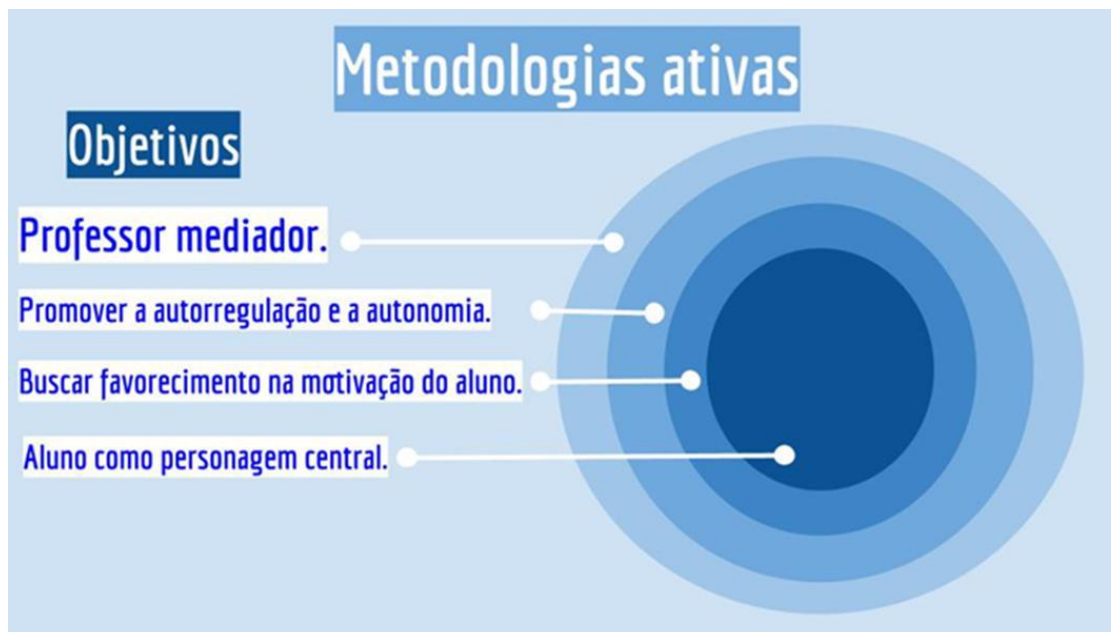 Metodologias ativas
Objetivos
Professor mediador.
Promover a autorregulação e a autonomia.
Buscar favorecimento na motivação do aluno.
Aluno como personagem central.